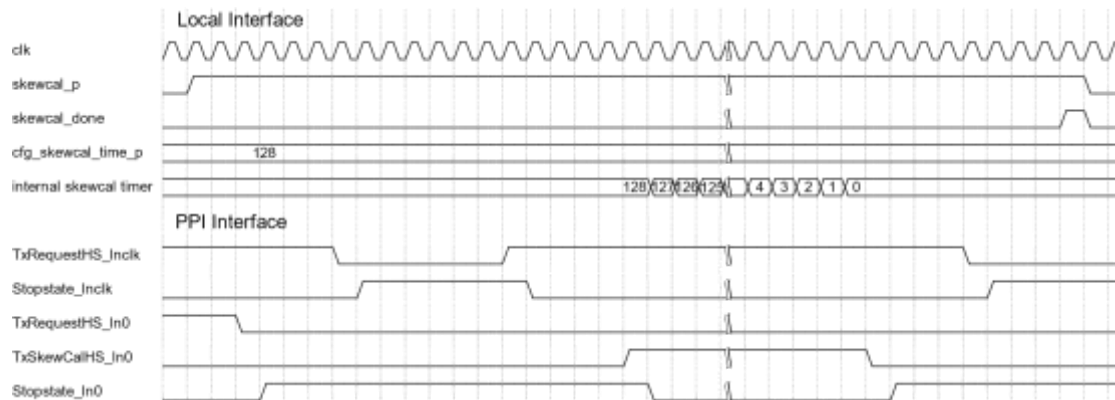 Local Interface
clk
skewcal_p
skewcal_done
cfg_skewcal_time_p 128
internal skewcal timer 128 127 126 125 4 3 2 1 0
PPI Interface
TxRequestHS_lnclk
Stopstate_lnclk
TxRequestHS_ln0
TxSkewCalHS_ln0
Stopstate_ln0